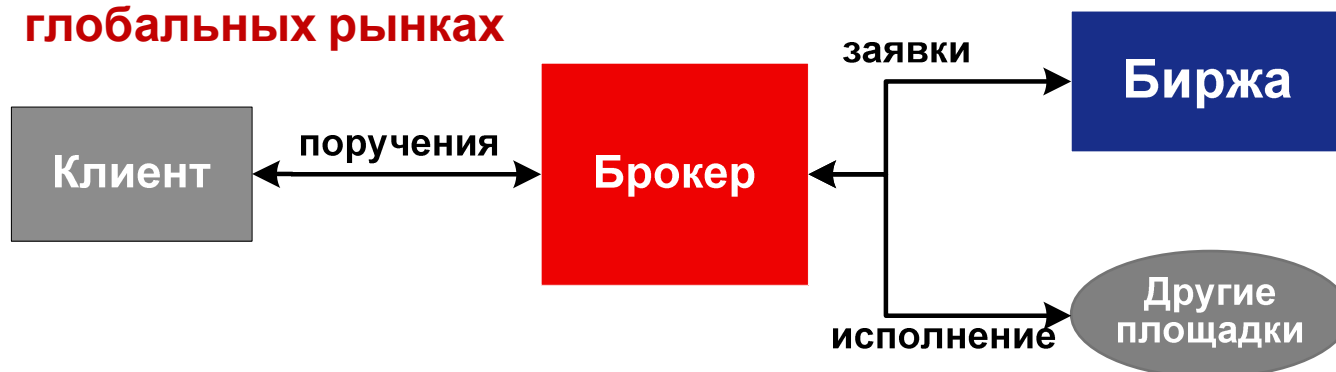 глобальных рынках
заявки
Биржа
поручения
Клиент
Брокер
Другие
площадки
исполнение